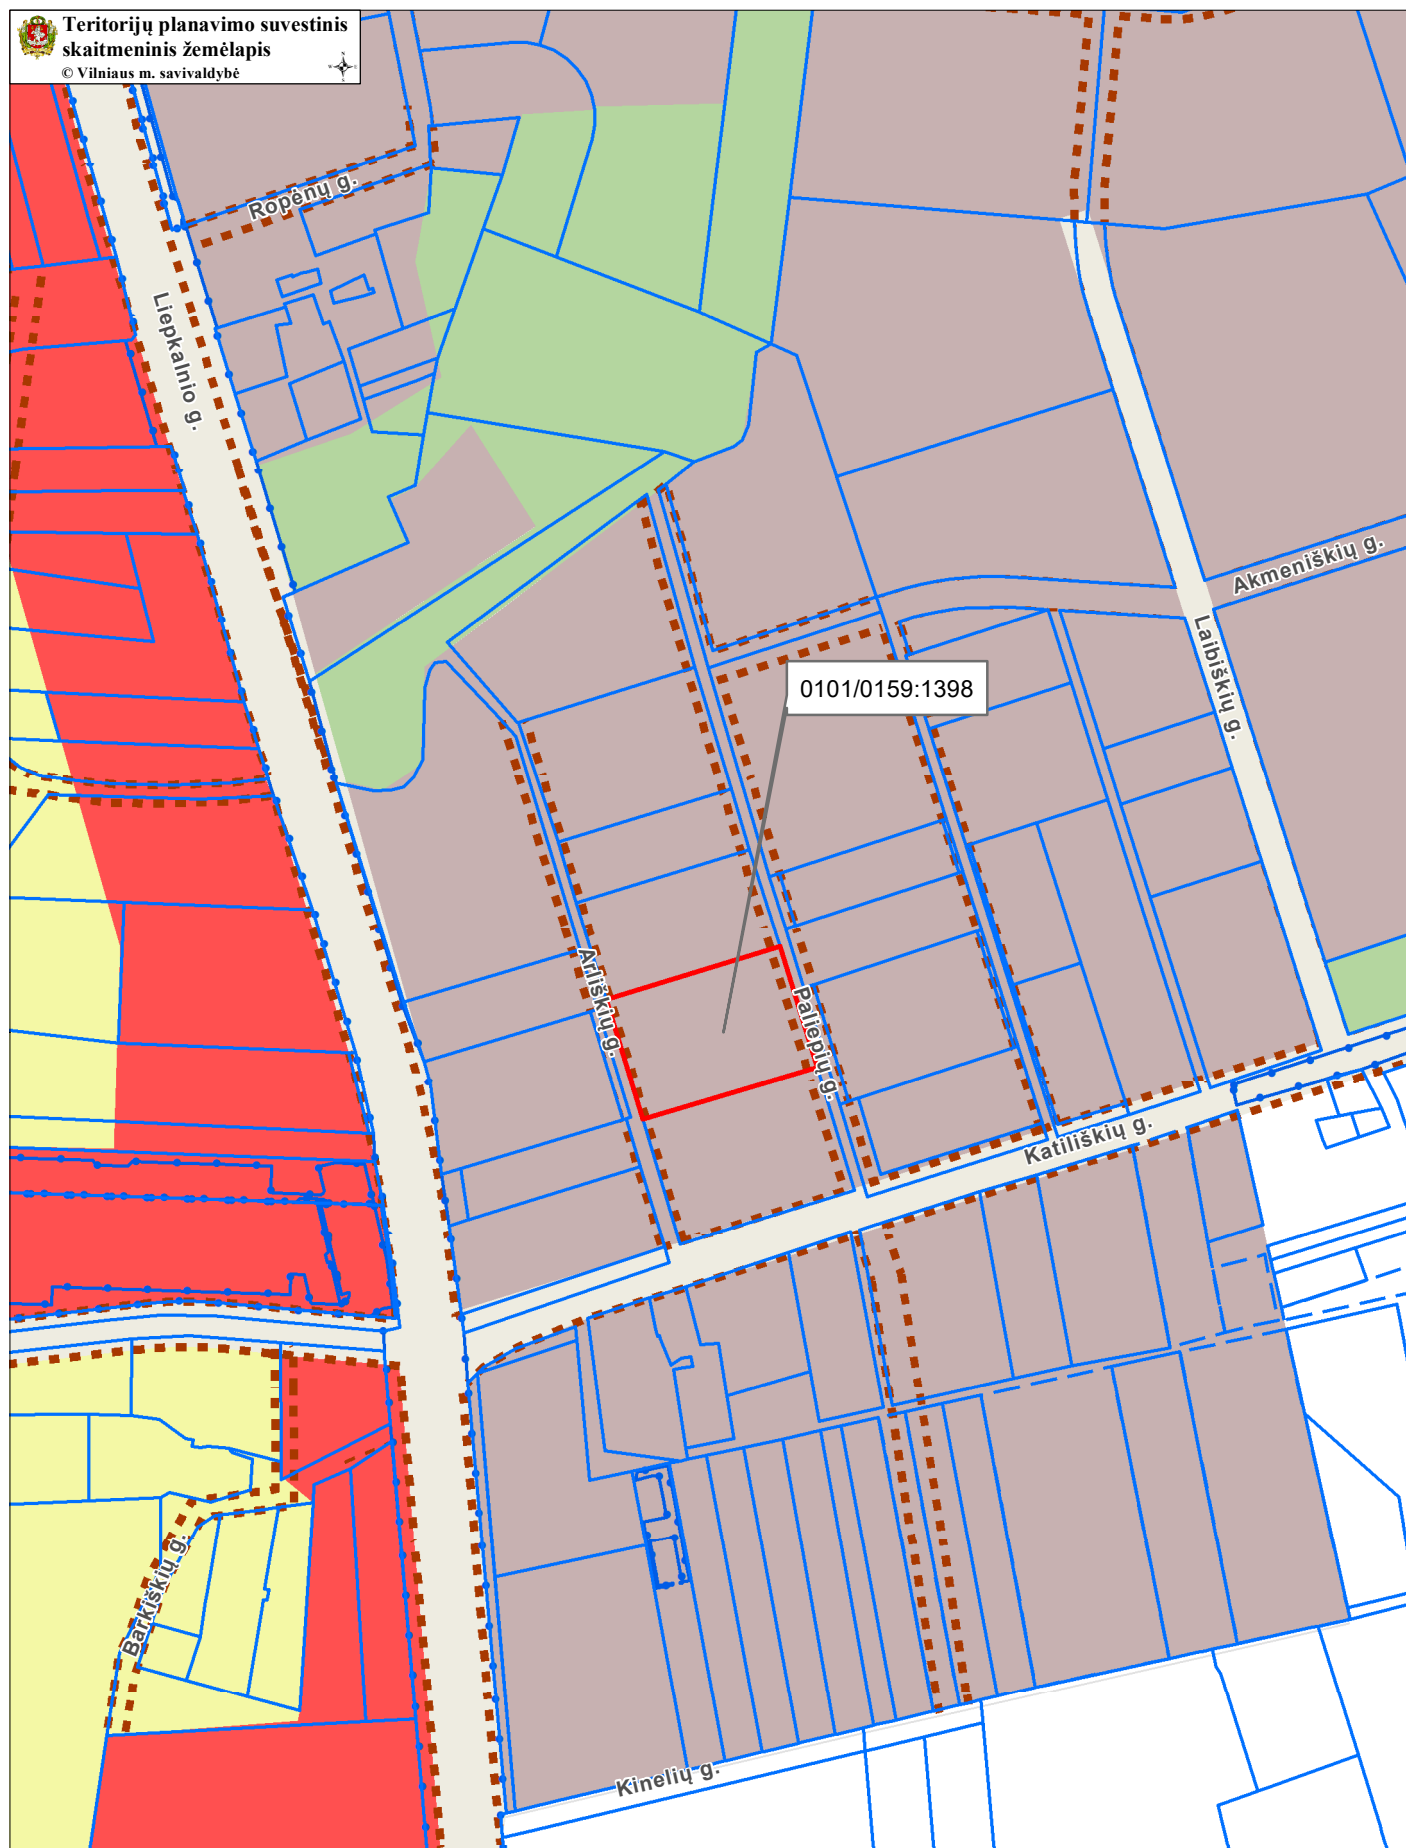 Teritorijų planavimo suvestinis
skaitmeninis žemėlapis
© Vilniaus m. savivaldybė
Ropėnų g.
Liepkalnio g.
Akmeniškių g.
Laibiškių g.
0101/0159:1398
Arliškių g.
Paliepių g.
Katiliškių g.
Barkiškių g.
Kinelių g.